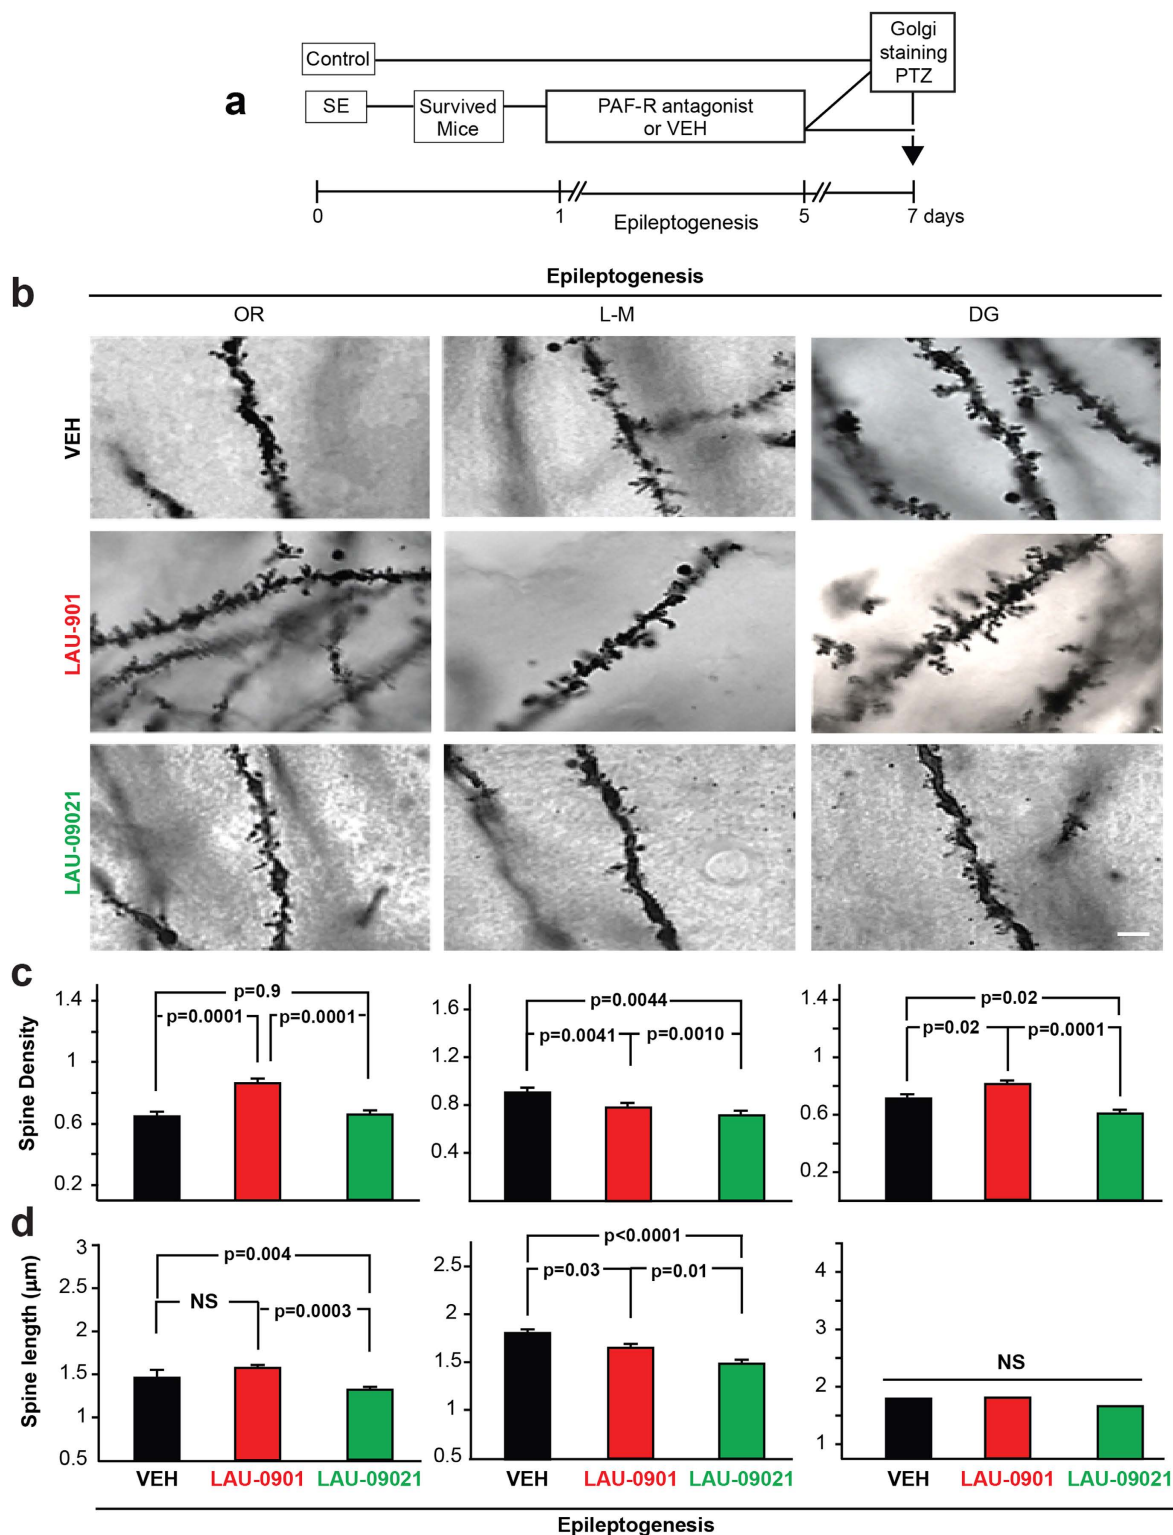 a
Control
SE
Survived
Mice
PAF-R antagonist
or VEH
Golgi
staining
PTZ
0
1
5
7 days
Epileptogenesis
b
Epileptogenesis
OR
L-M
DG
VEH
LAU-901
LAU-09021
c
Spine Density
1.4
1
0.6
0.2
p=0.9
p=0.0001
p=0.0001
1.6
1.2
0.8
0.4
p=0.0044
p=0.0041
p=0.0010
1.4
1
0.6
0.2
p=0.02
p=0.02
p=0.0001
d
Spine length (μm)
3
2.5
2
1.5
1
0.5
p=0.004
NS
p=0.0003
2.5
2
1.5
1
0.5
p<0.0001
p=0.03
p=0.01
4
3
2
1
NS
VEH LAU-0901 LAU-09021
VEH LAU-0901 LAU-09021
VEH LAU-0901 LAU-09021
Epileptogenesis